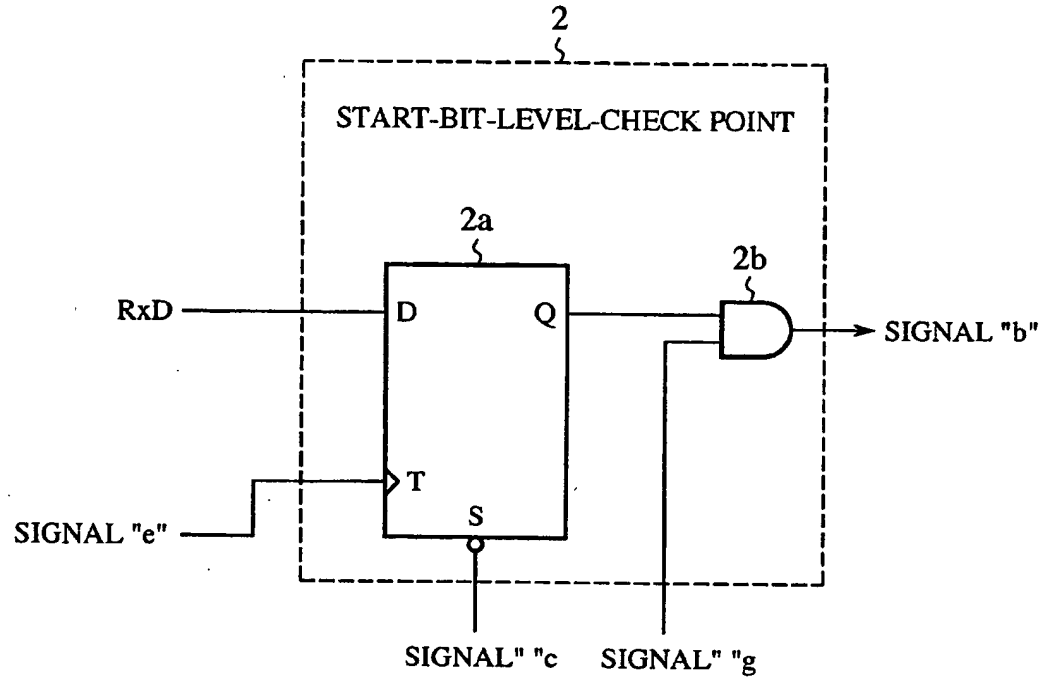 2
START-BIT-LEVEL-CHECK POINT
2a
2b
RxD
D
Q
SIGNAL "b"
T
S
SIGNAL "e"
SIGNAL" "c
SIGNAL" "g